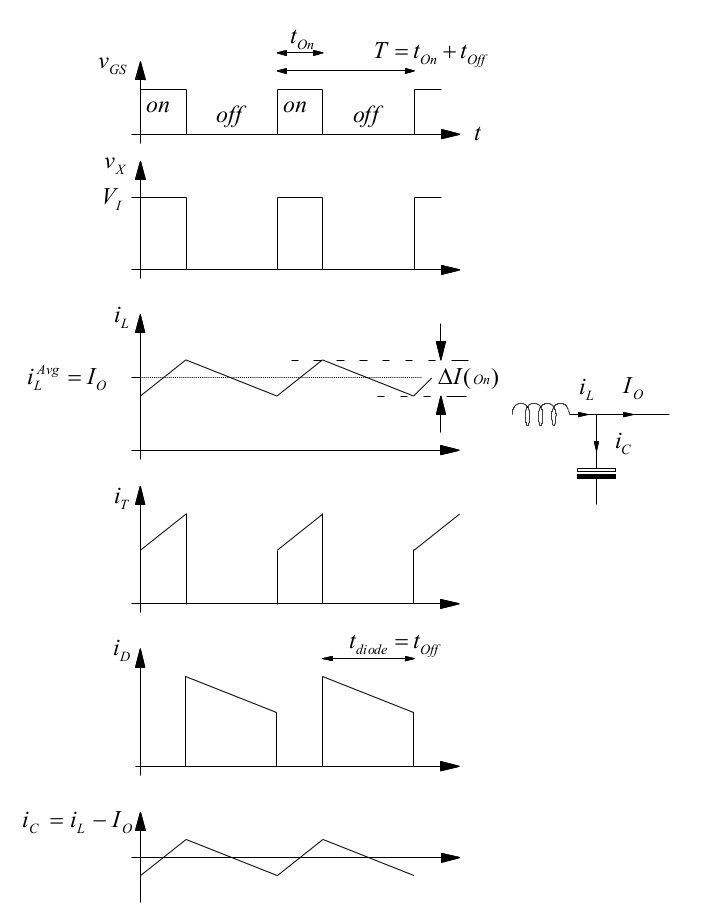 t_On
T = t_On + t_Off
v_GS
on off on off
t
v_X
V_I
i_L
i_L^Avg = I_O
ΔI(On)
i_L I_O
i_C
i_T
t_diode = t_Off
i_D
i_C = i_L − I_O